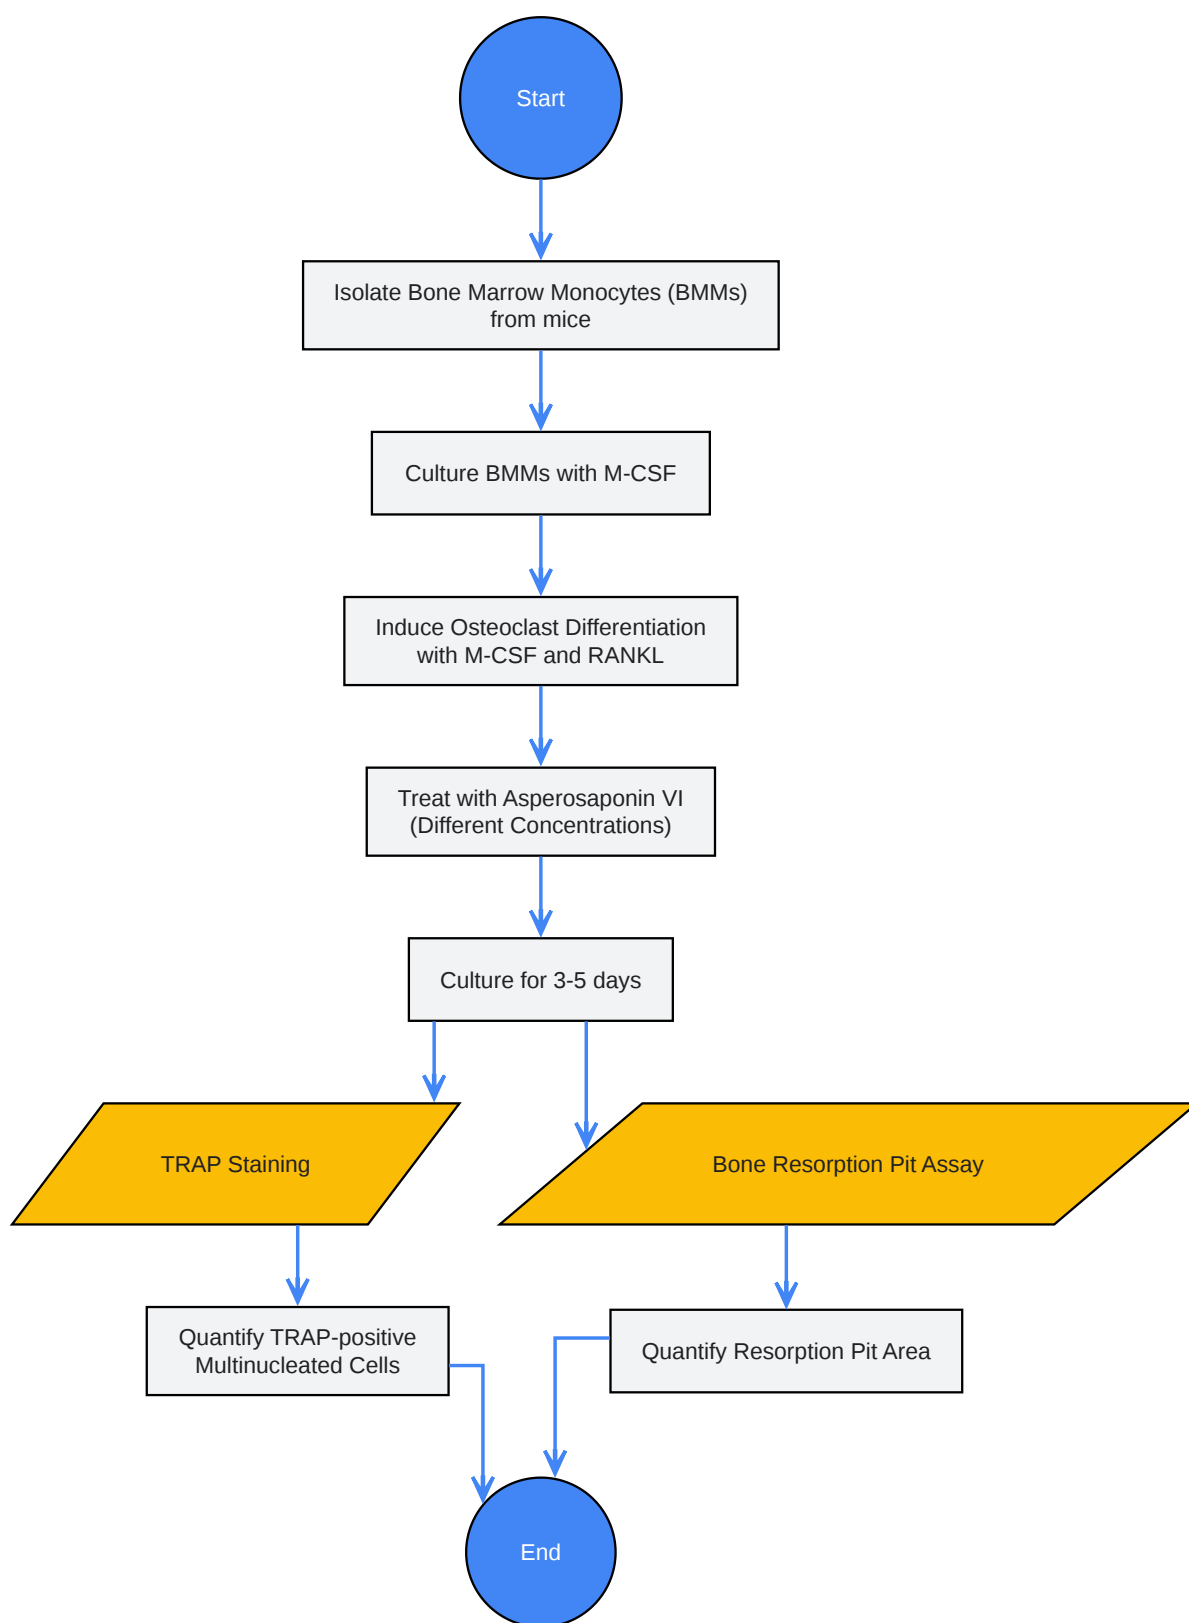 Start
Isolate Bone Marrow Monocytes (BMMs)
from mice
Culture BMMs with M-CSF
Induce Osteoclast Differentiation
with M-CSF and RANKL
Treat with Asperosaponin VI
(Different Concentrations)
Culture for 3-5 days
TRAP Staining
Bone Resorption Pit Assay
Quantify TRAP-positive
Multinucleated Cells
Quantify Resorption Pit Area
End